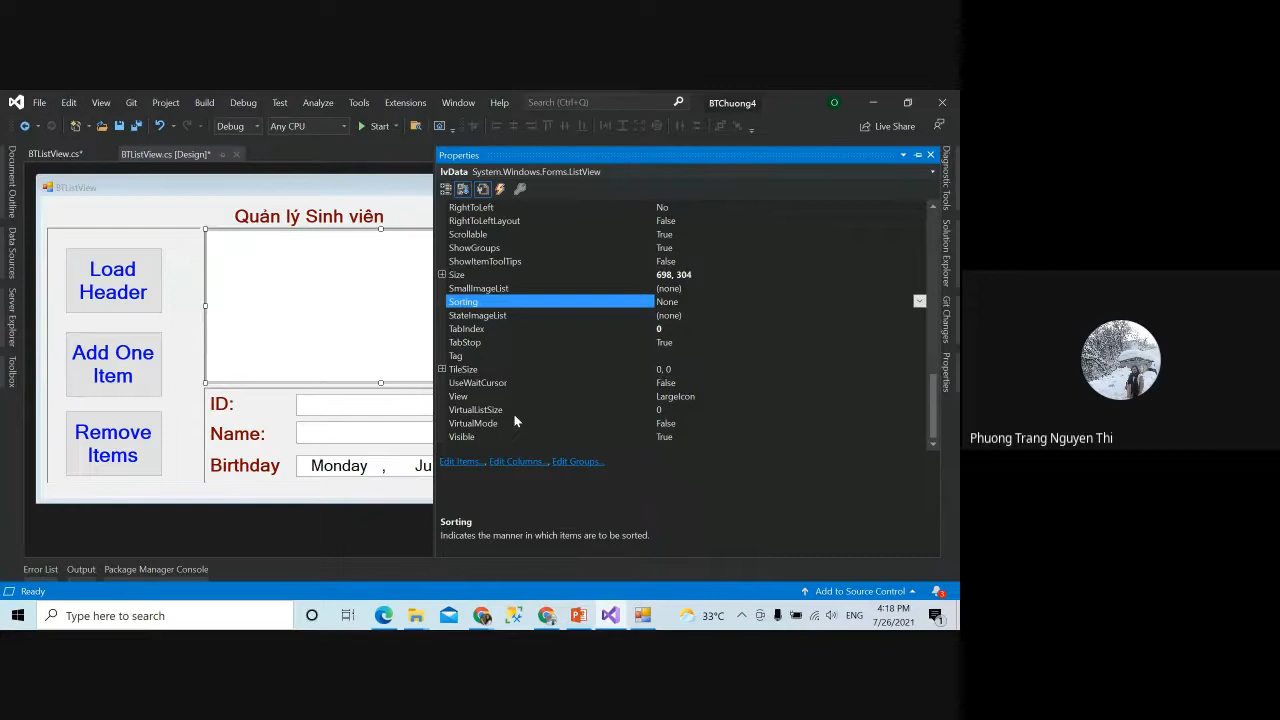 File Edit View Project Build Debug Test Analyze Tools Extensions Window Help Search (Ctrl+Q) BTChuong4 O
Debug Any CPU Start Live Share
BTListView.cs* BTListView.cs [Design]*
Document Outline
Data Sources
Server Explorer
Toolbox
BTListView
Quản lý Sinh viên
Load
Header
Add One
Item
Remove
Items
ID:
Name:
Birthday Monday , Ju
Properties
lvData System.Windows.Forms.ListView
RightToLeft No
RightToLeftLayout False
Scrollable True
ShowGroups True
ShowItemToolTips False
Size 698, 304
SmallImageList (none)
Sorting None
StateImageList (none)
TabIndex 0
TabStop True
Tag
TileSize 0, 0
UseWaitCursor False
View LargeIcon
VirtualListSize 0
VirtualMode False
Visible True
Edit Items..., Edit Columns..., Edit Groups...
Sorting
Indicates the manner in which items are to be sorted.
Diagnostic Tools
Solution Explorer
Git Changes
Properties
Error List Output Package Manager Console
Ready Add to Source Control 3
Type here to search 33°C ENG 4:18 PM
7/26/2021 1
Phuong Trang Nguyen Thi